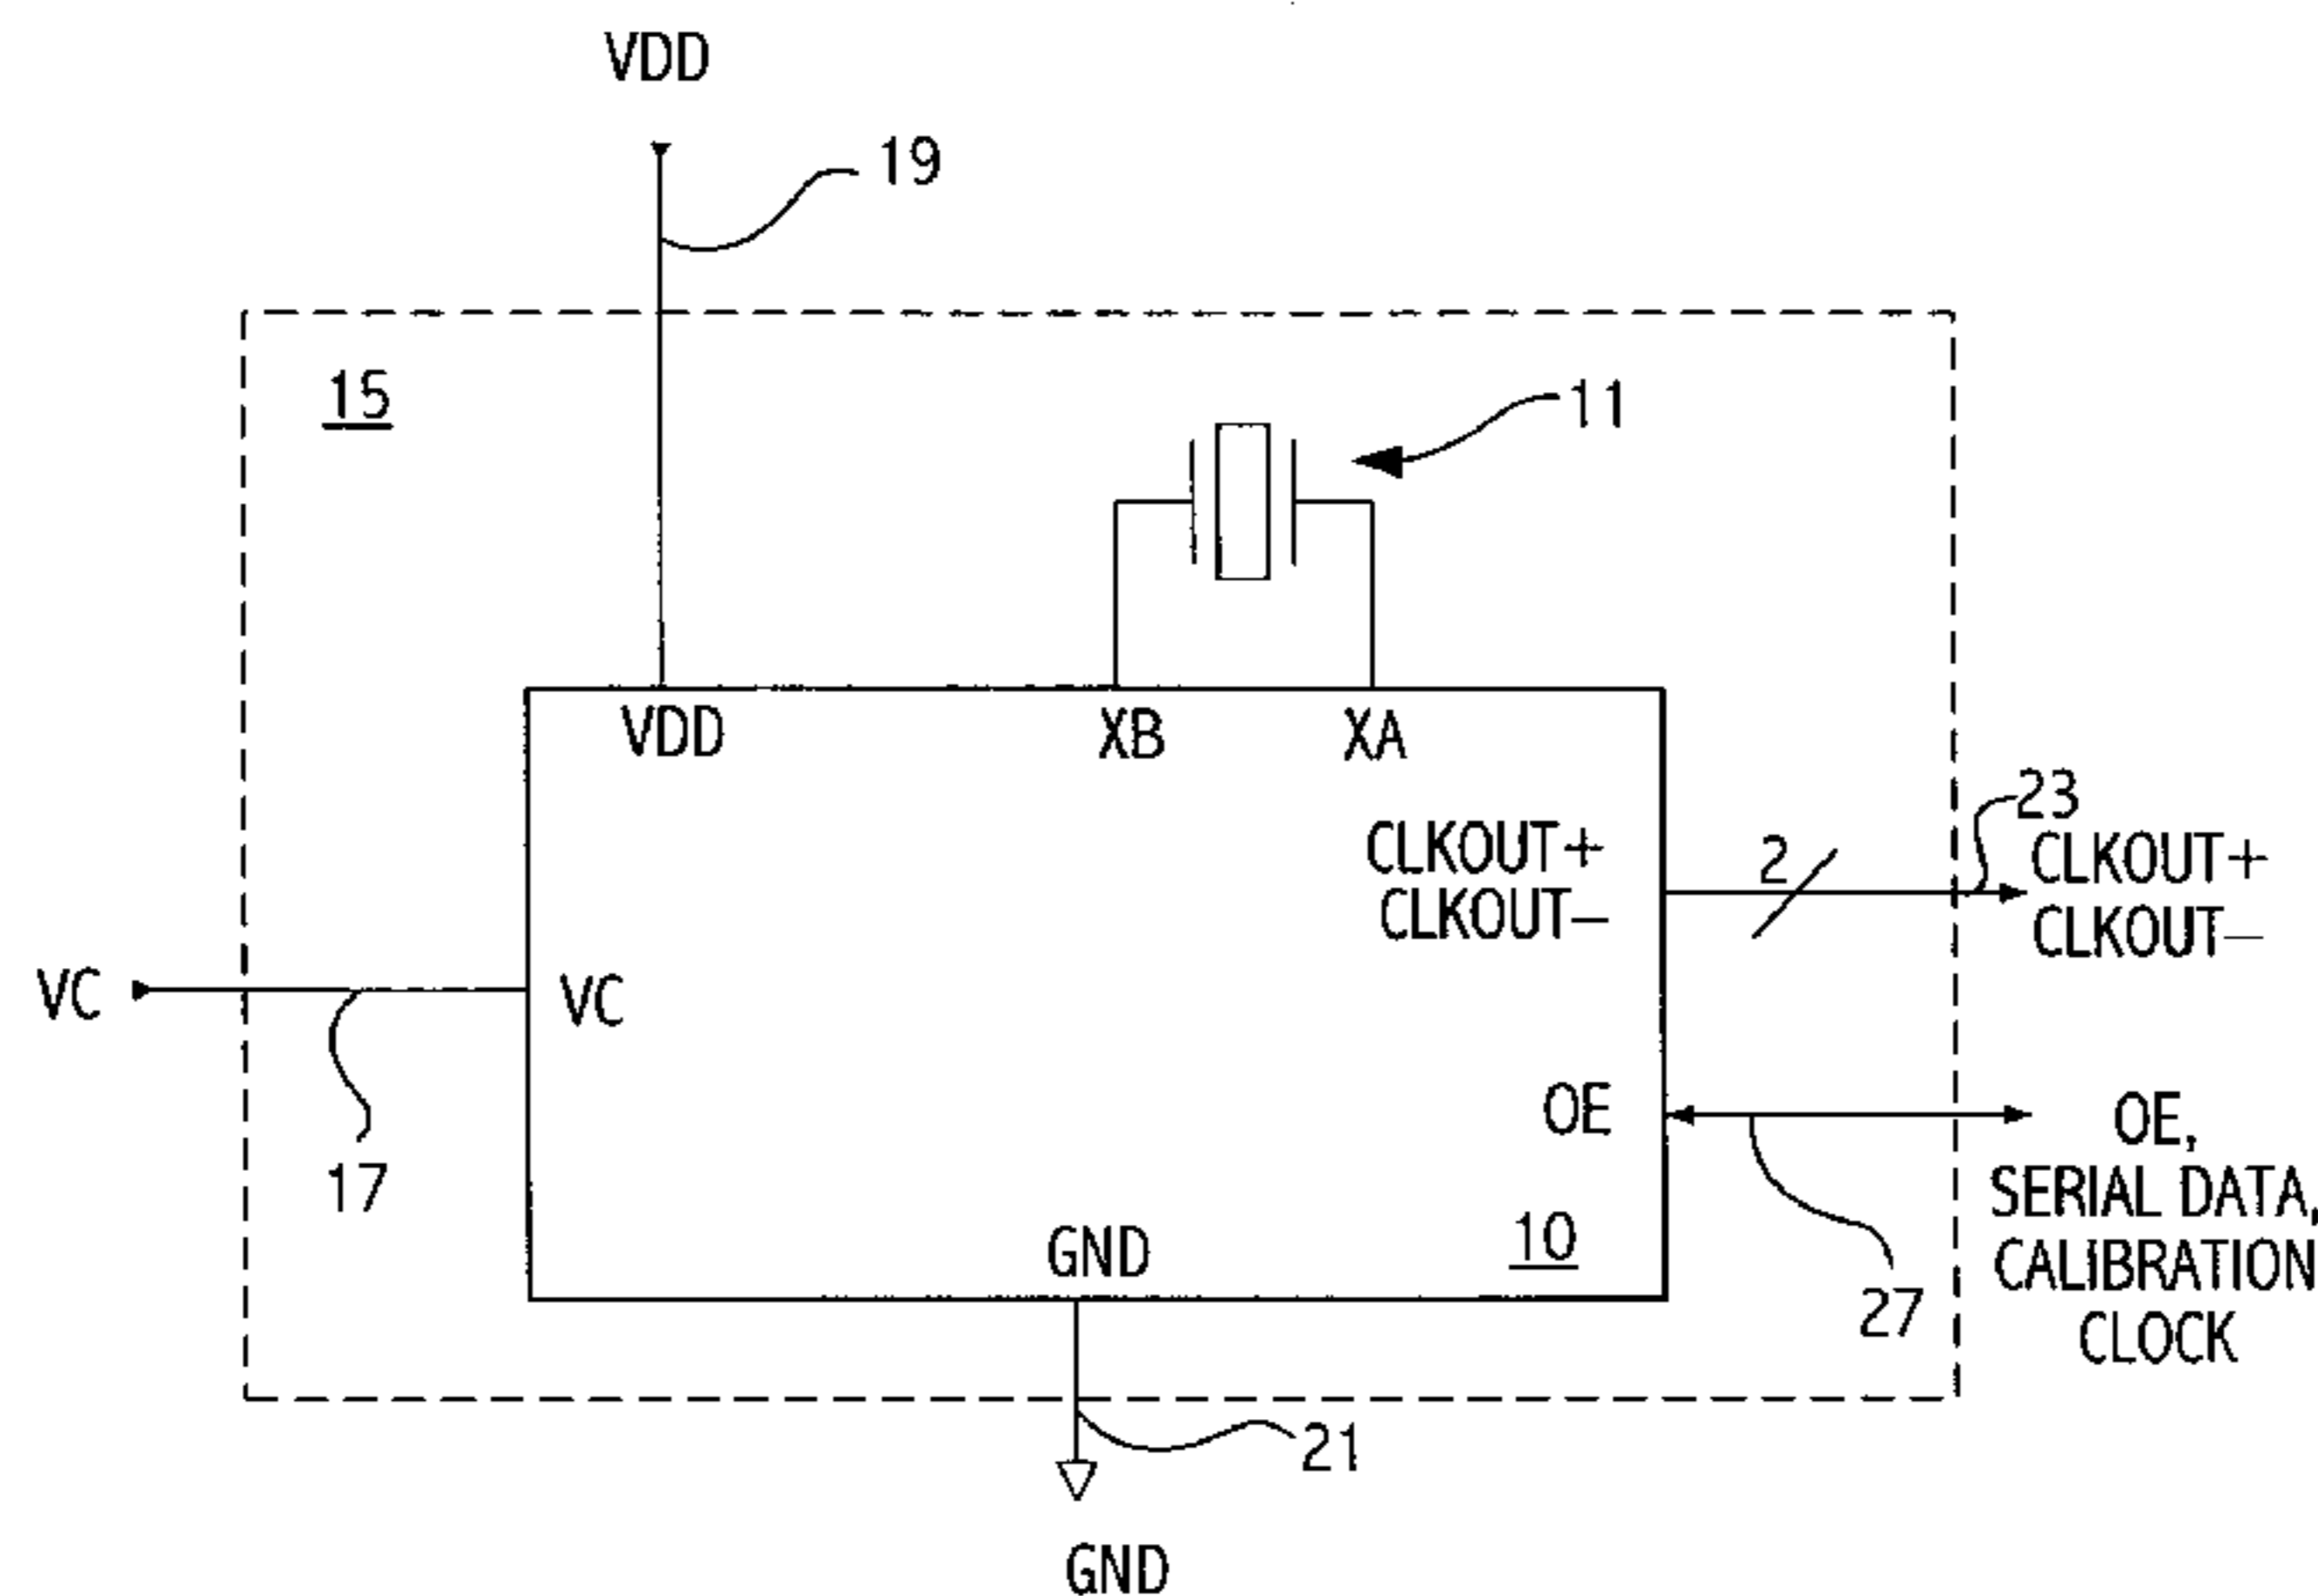 VDD
19
15
11
VDD
XB
XA
23
CLKOUT+
CLKOUT-
2
CLKOUT+
CLKOUT-
VC
VC
OE
OE,
SERIAL DATA,
CALIBRATION
CLOCK
17
GND
10
27
21
GND